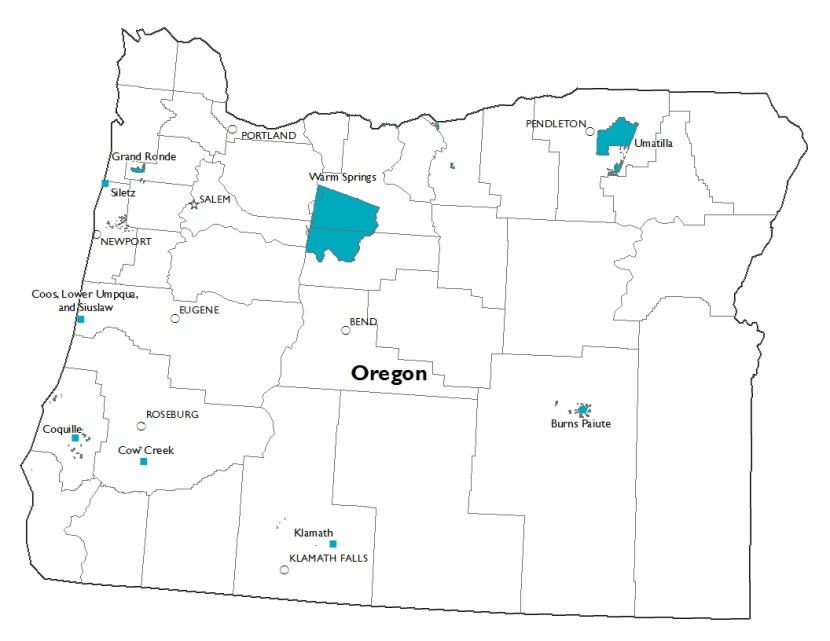 PENDLETON
PORTLAND
Umatilla
Grand Ronde
Warm Springs
Siletz
SALEM
NEWPORT
Coos, Lower Umpqua,
and Siuslaw
EUGENE
BEND
Oregon
ROSEBURG
Burns Paiute
Coquille
Cow Creek
Klamath
KLAMATH FALLS